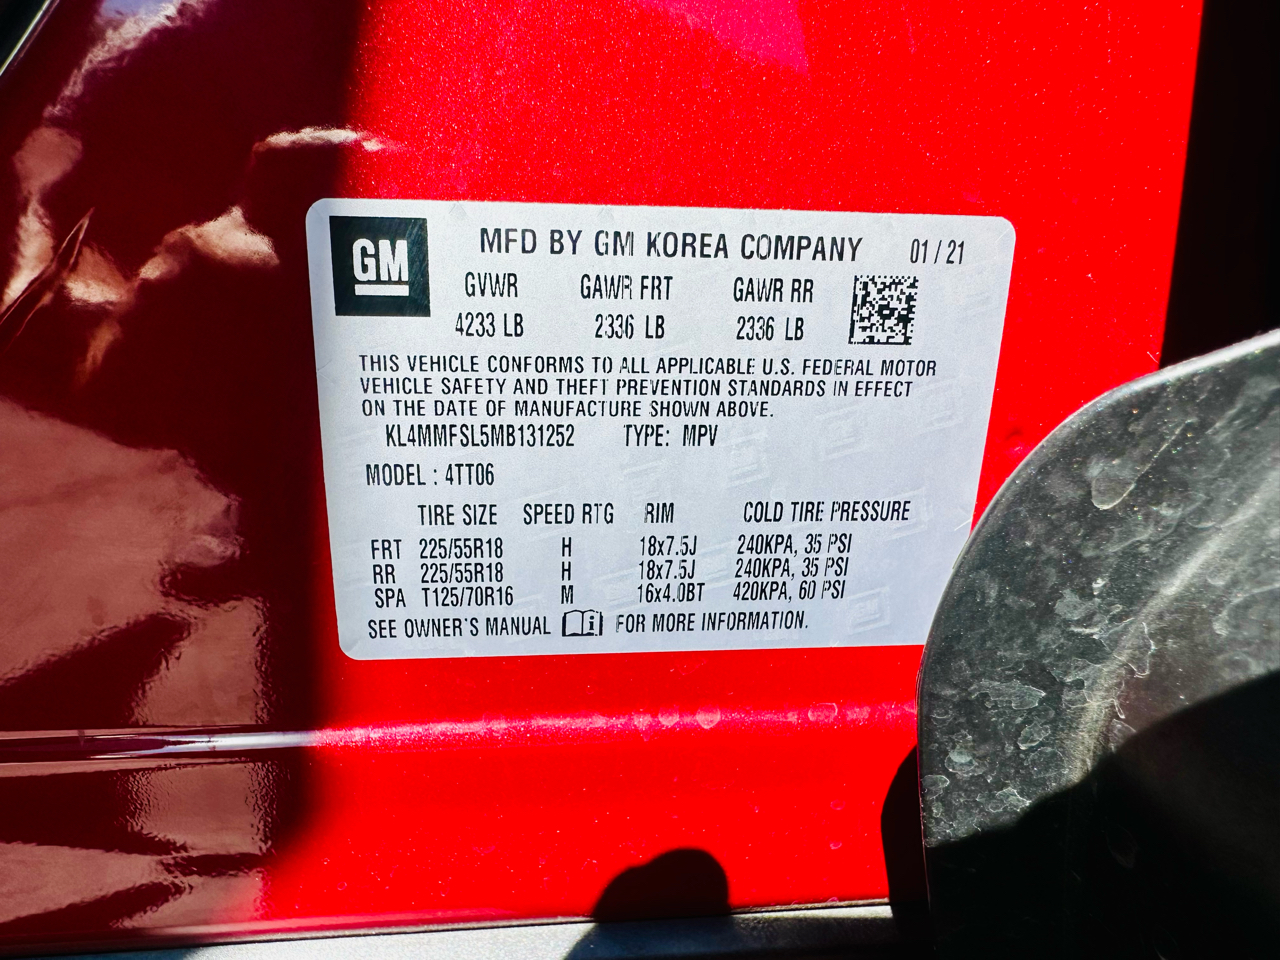 GM MFD BY GM KOREA COMPANY 01/21
GVWR GAWR FRT GAWR RR
4233 LB 2336 LB 2336 LB
THIS VEHICLE CONFORMS TO ALL APPLICABLE U.S. FEDERAL MOTOR
VEHICLE SAFETY AND THEFT PREVENTION STANDARDS IN EFFECT
ON THE DATE OF MANUFACTURE SHOWN ABOVE.
KL4MMFSL5MB131252 TYPE: MPV
MODEL : 4TT06
TIRE SIZE SPEED RTG RIM COLD TIRE PRESSURE
FRT 225/55R18 H 18x7.5J 240KPA, 35 PSI
RR 225/55R18 H 18x7.5J 240KPA, 35 PSI
SPA T125/70R16 M 16x4.0BT 420KPA, 60 PSI
SEE OWNER'S MANUAL i FOR MORE INFORMATION.